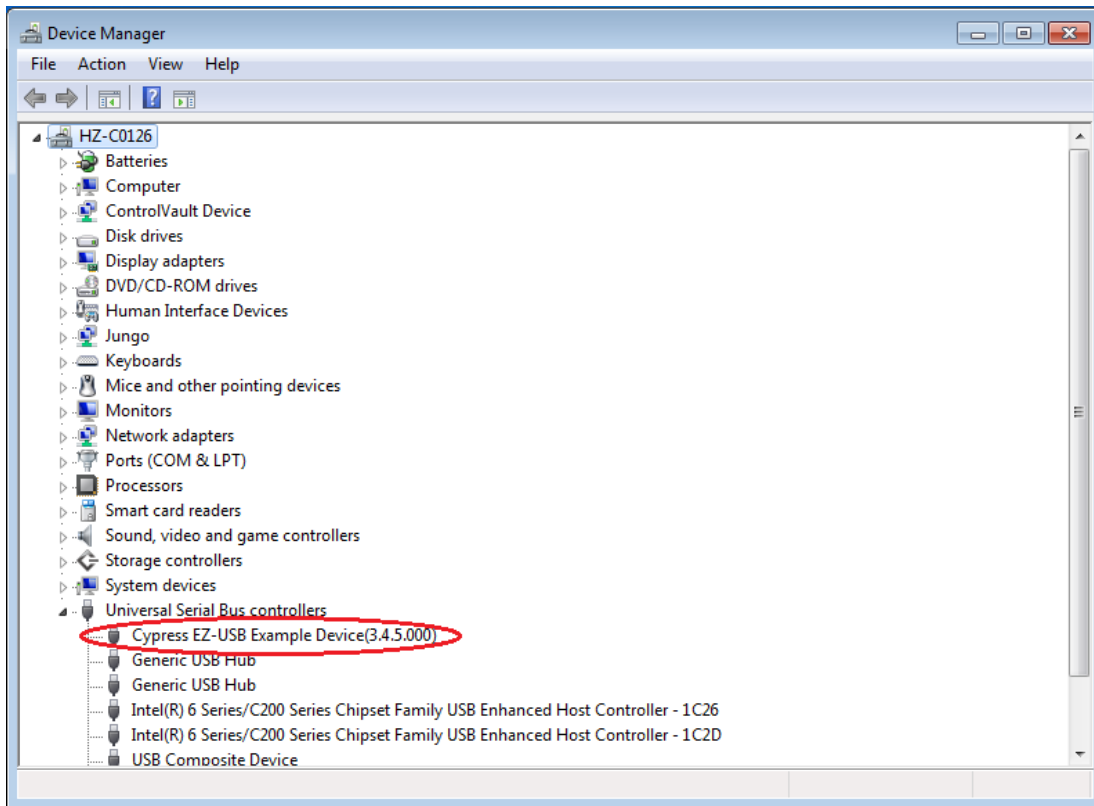 Device Manager
File Action View Help
HZ-C0126
Batteries
Computer
ControlVault Device
Disk drives
Display adapters
DVD/CD-ROM drives
Human Interface Devices
Jungo
Keyboards
Mice and other pointing devices
Monitors
Network adapters
Ports (COM & LPT)
Processors
Smart card readers
Sound, video and game controllers
Storage controllers
System devices
Universal Serial Bus controllers
Cypress EZ-USB Example Device(3.4.5.000)
Generic USB Hub
Generic USB Hub
Intel(R) 6 Series/C200 Series Chipset Family USB Enhanced Host Controller - 1C26
Intel(R) 6 Series/C200 Series Chipset Family USB Enhanced Host Controller - 1C2D
USB Composite Device